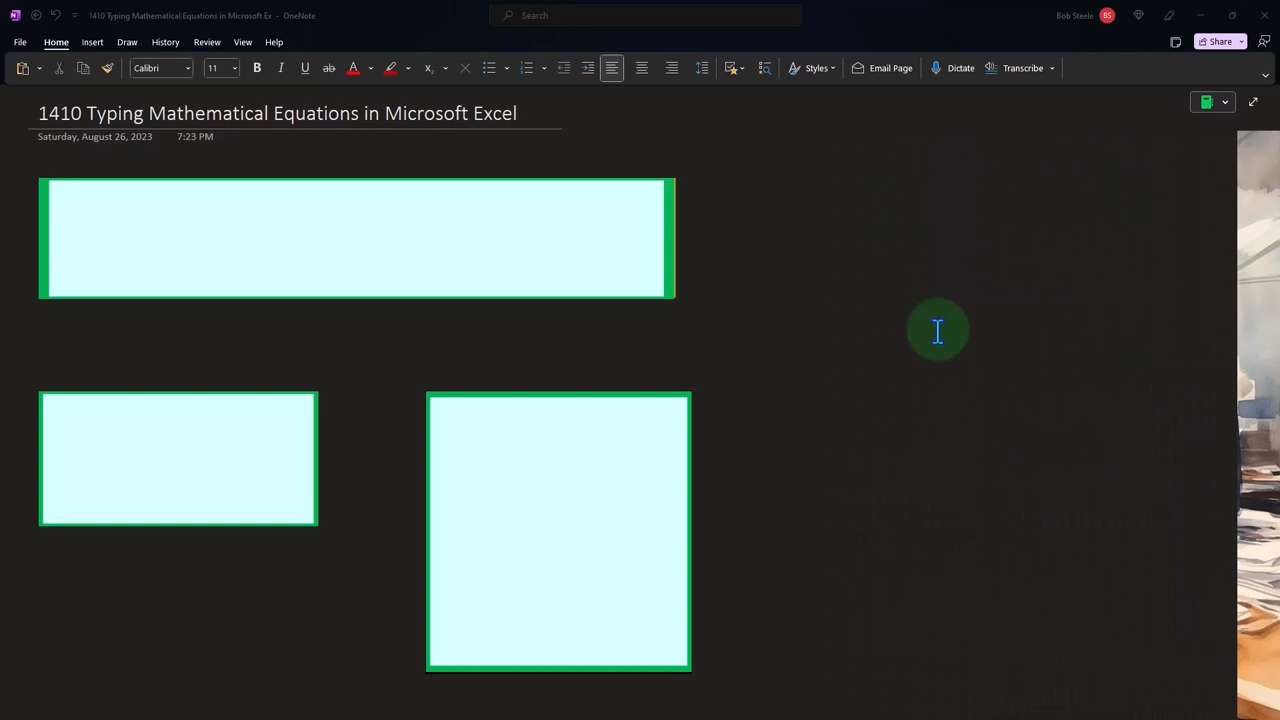 1410 Typing Mathematical Equations in Microsoft Ex - OneNote
Search
Bob Steele
BS
File Home Insert Draw History Review View Help
Share
Calibri 11 B I U ab A x Styles Email Page Dictate Transcribe
1410 Typing Mathematical Equations in Microsoft Excel
Saturday, August 26, 2023 7:23 PM